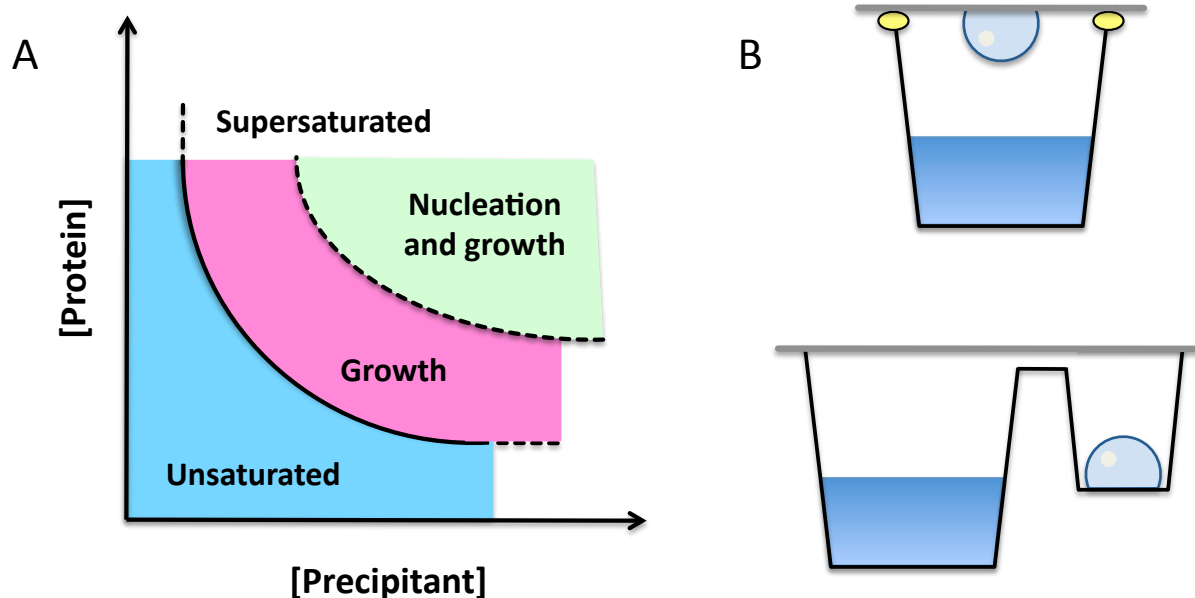 A
B
Supersaturated
Nucleation
and growth
[Protein]
Growth
Unsaturated
[Precipitant]